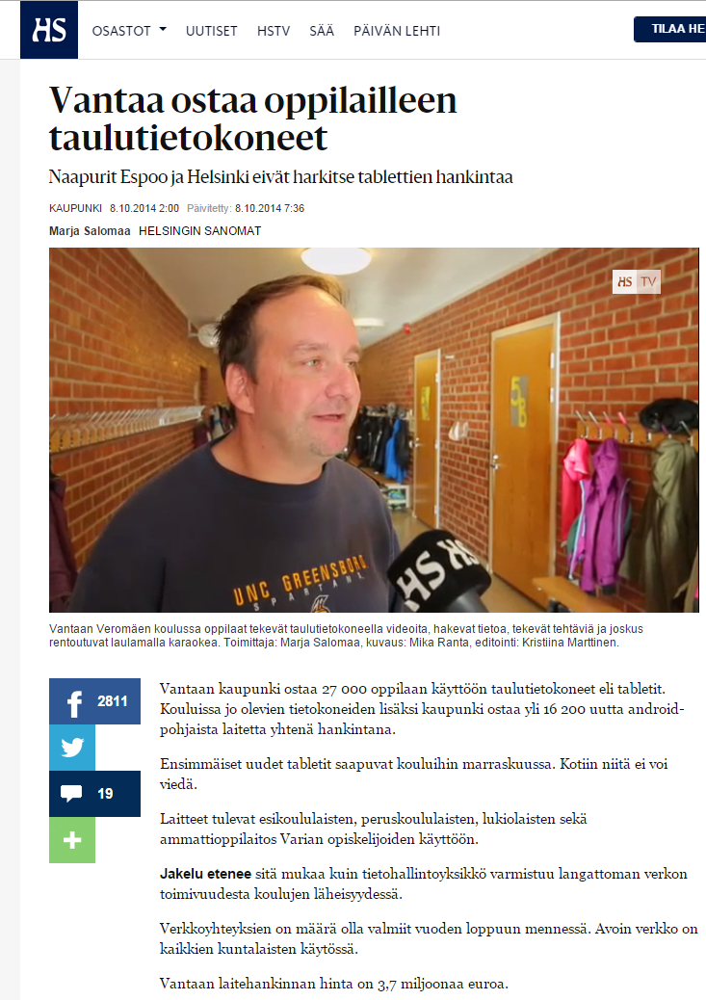 HS
OSASTOT
UUTISET
HSTV
SÄÄ
PÄIVÄN LEHTI
TILAA HE
Vantaa ostaa oppilailleen
taulutietokoneet
Naapurit Espoo ja Helsinki eivät harkitse tablettien hankintaa
KAUPUNKI 8.10.2014 2:00 Päivitetty: 8.10.2014 7:36
Marja Salomaa HELSINGIN SANOMAT
HS TV
5B
UNC GREENSBORO
SPARTANS
HS HS
Vantaan Veromäen koulussa oppilaat tekevät taulutietokoneella videoita, hakevat tietoa, tekevät tehtäviä ja joskus
rentoutuvat laulamalla karaokea. Toimittaja: Marja Salomaa, kuvaus: Mika Ranta, editointi: Kristiina Marttinen.
f 2811
19
Vantaan kaupunki ostaa 27 000 oppilaan käyttöön taulutietokoneet eli tabletit.
Kouluissa jo olevien tietokoneiden lisäksi kaupunki ostaa yli 16 200 uutta android-
pohjaista laitetta yhtenä hankintana.
Ensimmäiset uudet tabletit saapuvat kouluihin marraskuussa. Kotiin niitä ei voi
viedä.
Laitteet tulevat esikoululaisten, peruskoululaisten, lukiolaisten sekä
ammattioppilaitos Varian opiskelijoiden käyttöön.
Jakelu etenee sitä mukaa kuin tietohallintoyksikkö varmistuu langattoman verkon
toimivuudesta koulujen läheisyydessä.
Verkkoyhteyksien on määrä olla valmiit vuoden loppuun mennessä. Avoin verkko on
kaikkien kuntalaisten käytössä.
Vantaan laitehankinnan hinta on 3,7 miljoonaa euroa.